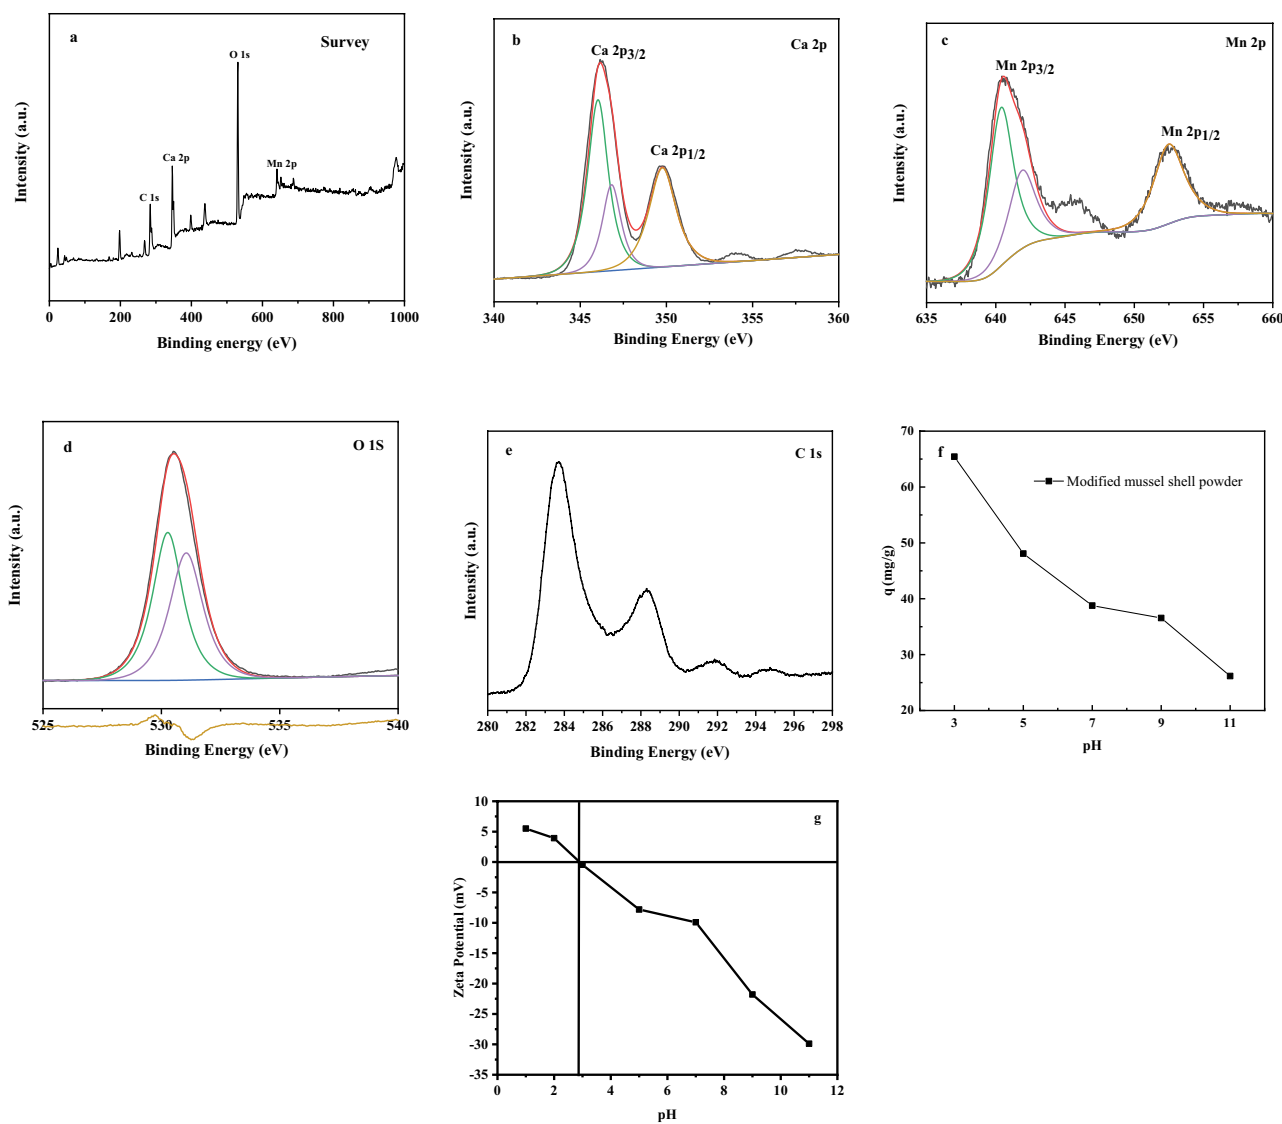 a
Survey
O 1s
Ca 2p
C 1s
Mn 2p
Intensity (a.u.)
0 200 400 600 800 1000
Binding energy (eV)
b
Ca 2p
Ca 2p3/2
Ca 2p1/2
Intensity (a.u.)
340 345 350 355 360
Binding Energy (eV)
c
Mn 2p
Mn 2p3/2
Mn 2p1/2
Intensity (a.u.)
635 640 645 650 655 660
Binding Energy (eV)
d
O 1S
Intensity (a.u.)
525 530 535 540
Binding Energy (eV)
e
C 1s
Intensity (a.u.)
280 282 284 286 288 290 292 294 296 298
Binding Energy (eV)
f
Modified mussel shell powder
q (mg/g)
70
60
50
40
30
20
3 5 7 9 11
pH
g
Zeta Potential (mV)
10
5
0
-5
-10
-15
-20
-25
-30
-35
0 2 4 6 8 10 12
pH